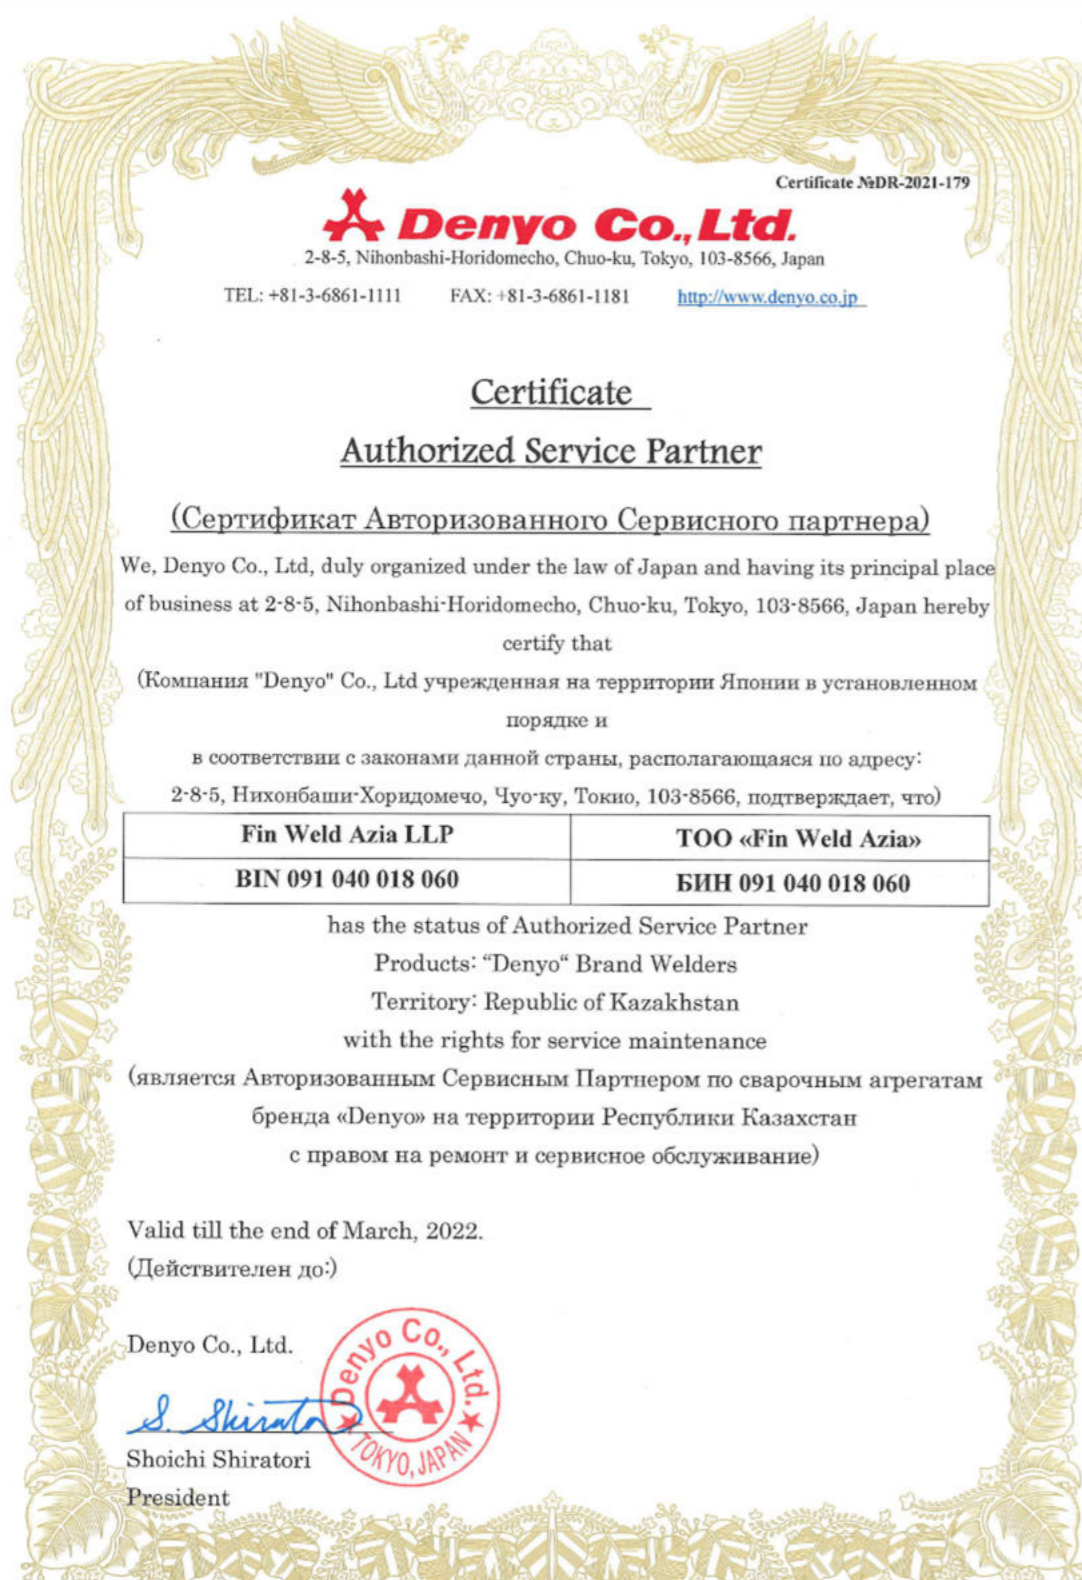 Certificate №DR-2021-179
Denyo Co., Ltd.
2-8-5, Nihonbashi-Horidomecho, Chuo-ku, Tokyo, 103-8566, Japan
TEL: +81-3-6861-1111 FAX: +81-3-6861-1181 http://www.denyo.co.jp
Certificate
Authorized Service Partner
(Сертификат Авторизованного Сервисного партнера)
We, Denyo Co., Ltd, duly organized under the law of Japan and having its principal place
of business at 2-8-5, Nihonbashi-Horidomecho, Chuo-ku, Tokyo, 103-8566, Japan hereby
certify that
(Компания "Denyo" Co., Ltd учрежденная на территории Японии в установленном
порядке и
в соответствии с законами данной страны, располагающаяся по адресу:
2-8-5, Нихонбаши-Хоридомечо, Чуо-ку, Токио, 103-8566, подтверждает, что)
Fin Weld Azia LLP ТОО «Fin Weld Azia»
BIN 091 040 018 060 БИН 091 040 018 060
has the status of Authorized Service Partner
Products: “Denyo“ Brand Welders
Territory: Republic of Kazakhstan
with the rights for service maintenance
(является Авторизованным Сервисным Партнером по сварочным агрегатам
бренда «Denyo» на территории Республики Казахстан
с правом на ремонт и сервисное обслуживание)
Valid till the end of March, 2022.
(Действителен до:)
Denyo Co., Ltd.
S. Shirator
Denyo Co., Ltd.
TOKYO, JAPAN
Shoichi Shiratori
President